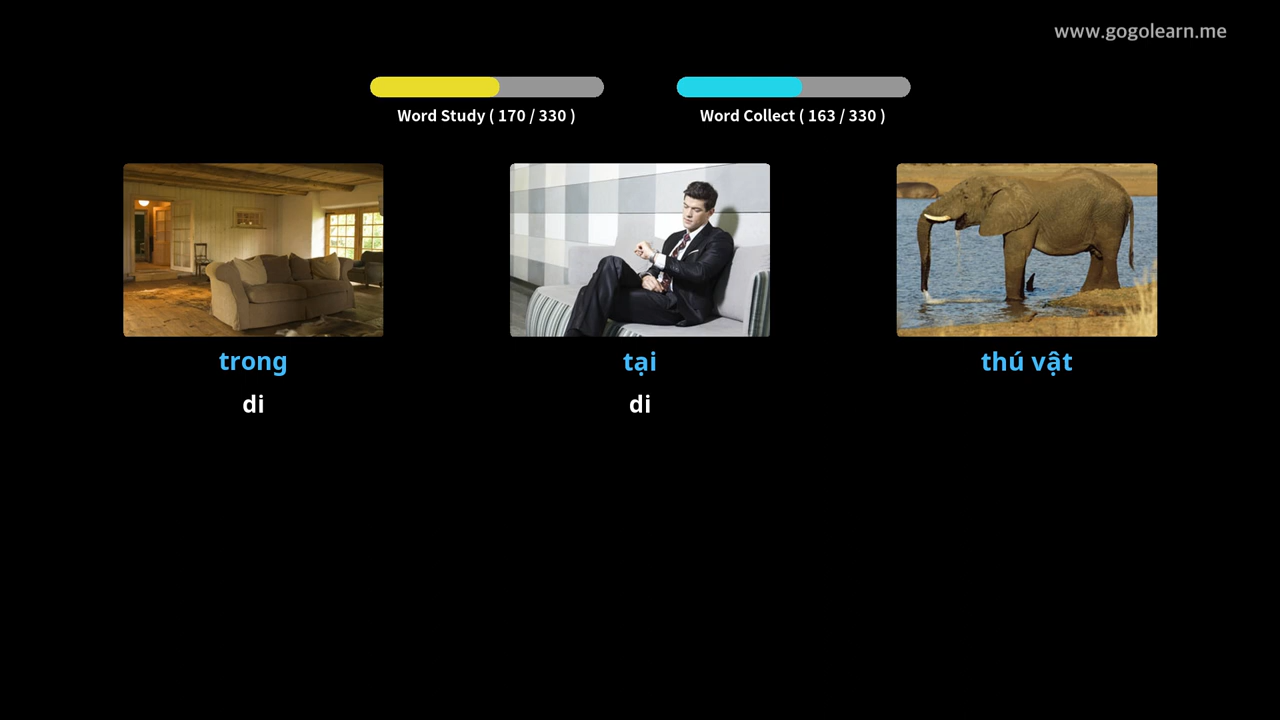 www.gogolearn.me
Word Study ( 170 / 330 )
Word Collect ( 163 / 330 )
trong
tại
thú vật
di
di